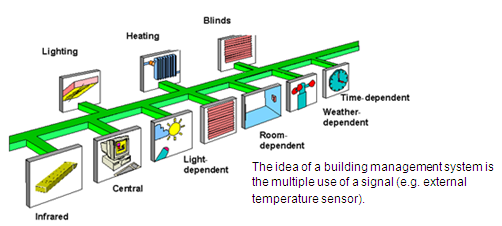 Blinds
Heating
Lighting
Time-dependent
Weather-
dependent
Room-
dependent
Light-
dependent
Central
Infrared
The idea of a building management system is
the multiple use of a signal (e.g. external
temperature sensor).